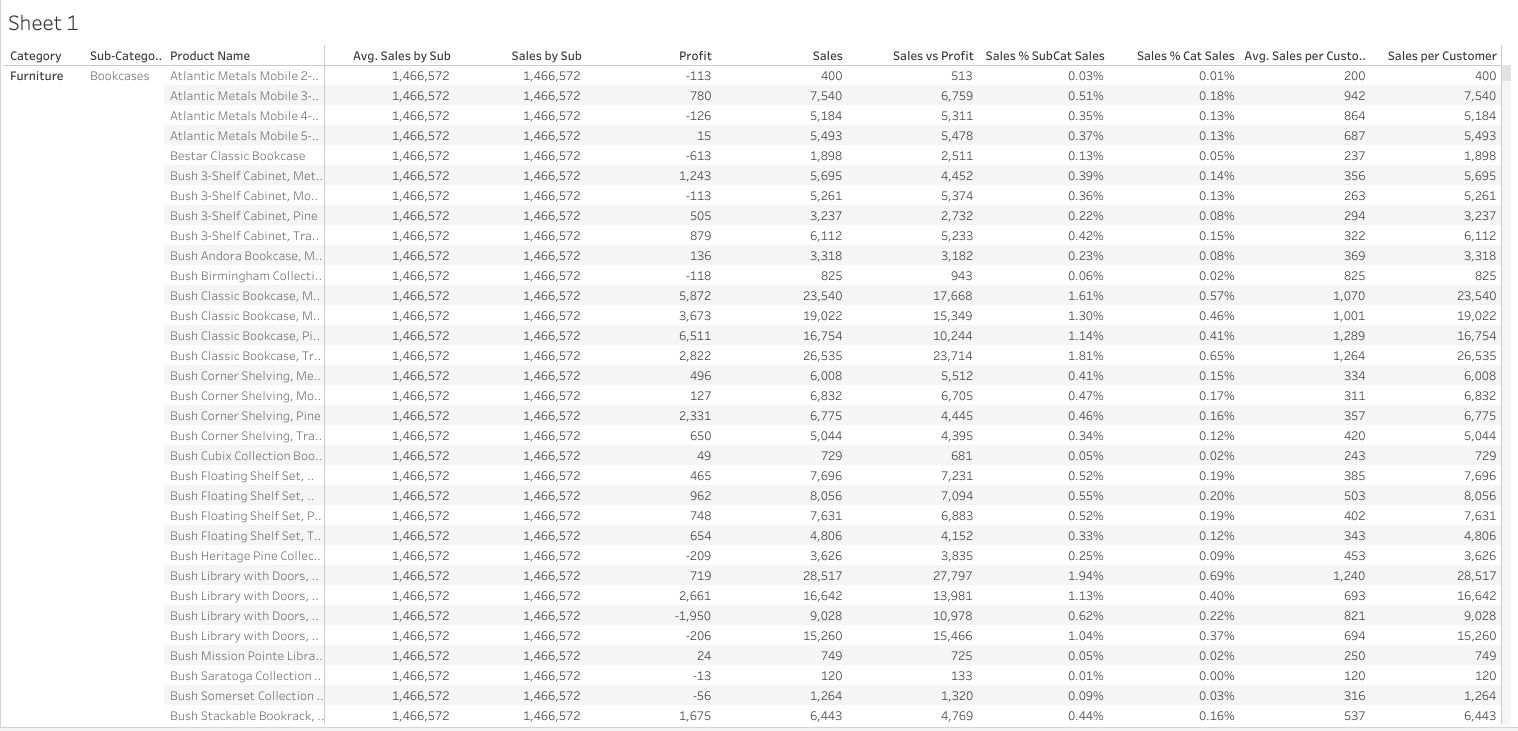 Sheet 1
Category Sub-Catego.. Product Name Avg. Sales by Sub Sales by Sub Profit Sales Sales vs Profit Sales % SubCat Sales Sales % Cat Sales Avg. Sales per Custo.. Sales per Customer
Furniture Bookcases Atlantic Metals Mobile 2-.. 1,466,572 1,466,572 -113 400 513 0.03% 0.01% 200 400
Atlantic Metals Mobile 3-.. 1,466,572 1,466,572 780 7,540 6,759 0.51% 0.18% 942 7,540
Atlantic Metals Mobile 4-.. 1,466,572 1,466,572 -126 5,184 5,311 0.35% 0.13% 864 5,184
Atlantic Metals Mobile 5-.. 1,466,572 1,466,572 15 5,493 5,478 0.37% 0.13% 687 5,493
Bestar Classic Bookcase 1,466,572 1,466,572 -613 1,898 2,511 0.13% 0.05% 237 1,898
Bush 3-Shelf Cabinet, Met.. 1,466,572 1,466,572 1,243 5,695 4,452 0.39% 0.14% 356 5,695
Bush 3-Shelf Cabinet, Mo.. 1,466,572 1,466,572 -113 5,261 5,374 0.36% 0.13% 263 5,261
Bush 3-Shelf Cabinet, Pine 1,466,572 1,466,572 505 3,237 2,732 0.22% 0.08% 294 3,237
Bush 3-Shelf Cabinet, Tra.. 1,466,572 1,466,572 879 6,112 5,233 0.42% 0.15% 322 6,112
Bush Andora Bookcase, M.. 1,466,572 1,466,572 136 3,318 3,182 0.23% 0.08% 369 3,318
Bush Birmingham Collecti.. 1,466,572 1,466,572 -118 825 943 0.06% 0.02% 825 825
Bush Classic Bookcase, M.. 1,466,572 1,466,572 5,872 23,540 17,668 1.61% 0.57% 1,070 23,540
Bush Classic Bookcase, M.. 1,466,572 1,466,572 3,673 19,022 15,349 1.30% 0.46% 1,001 19,022
Bush Classic Bookcase, Pi.. 1,466,572 1,466,572 6,511 16,754 10,244 1.14% 0.41% 1,289 16,754
Bush Classic Bookcase, Tr.. 1,466,572 1,466,572 2,822 26,535 23,714 1.81% 0.65% 1,264 26,535
Bush Corner Shelving, Me.. 1,466,572 1,466,572 496 6,008 5,512 0.41% 0.15% 334 6,008
Bush Corner Shelving, Mo.. 1,466,572 1,466,572 127 6,832 6,705 0.47% 0.17% 311 6,832
Bush Corner Shelving, Pine 1,466,572 1,466,572 2,331 6,775 4,445 0.46% 0.16% 357 6,775
Bush Corner Shelving, Tra.. 1,466,572 1,466,572 650 5,044 4,395 0.34% 0.12% 420 5,044
Bush Cubix Collection Boo.. 1,466,572 1,466,572 49 729 681 0.05% 0.02% 243 729
Bush Floating Shelf Set, .. 1,466,572 1,466,572 465 7,696 7,231 0.52% 0.19% 385 7,696
Bush Floating Shelf Set, .. 1,466,572 1,466,572 962 8,056 7,094 0.55% 0.20% 503 8,056
Bush Floating Shelf Set, P.. 1,466,572 1,466,572 748 7,631 6,883 0.52% 0.19% 402 7,631
Bush Floating Shelf Set, T.. 1,466,572 1,466,572 654 4,806 4,152 0.33% 0.12% 343 4,806
Bush Heritage Pine Collec.. 1,466,572 1,466,572 -209 3,626 3,835 0.25% 0.09% 453 3,626
Bush Library with Doors, .. 1,466,572 1,466,572 719 28,517 27,797 1.94% 0.69% 1,240 28,517
Bush Library with Doors, .. 1,466,572 1,466,572 2,661 16,642 13,981 1.13% 0.40% 693 16,642
Bush Library with Doors, .. 1,466,572 1,466,572 -1,950 9,028 10,978 0.62% 0.22% 821 9,028
Bush Library with Doors, .. 1,466,572 1,466,572 -206 15,260 15,466 1.04% 0.37% 694 15,260
Bush Mission Pointe Libra.. 1,466,572 1,466,572 24 749 725 0.05% 0.02% 250 749
Bush Saratoga Collection .. 1,466,572 1,466,572 -13 120 133 0.01% 0.00% 120 120
Bush Somerset Collection .. 1,466,572 1,466,572 -56 1,264 1,320 0.09% 0.03% 316 1,264
Bush Stackable Bookrack, .. 1,466,572 1,466,572 1,675 6,443 4,769 0.44% 0.16% 537 6,443